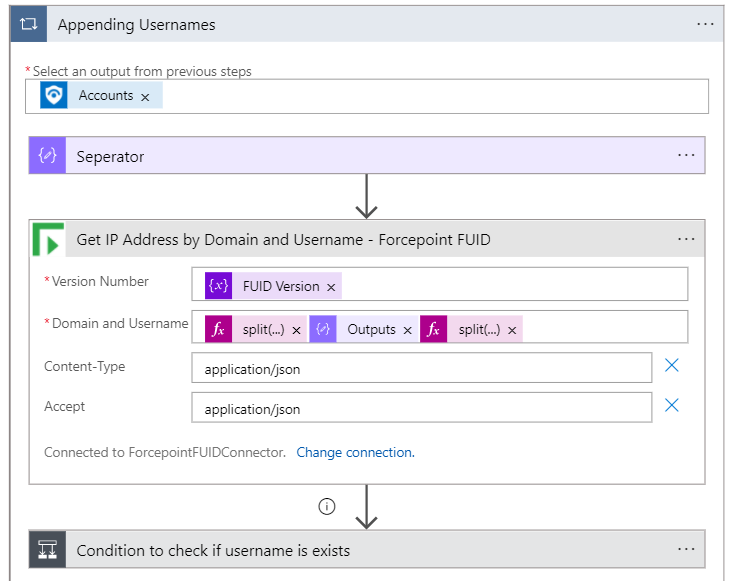 Appending Usernames
* Select an output from previous steps
Accounts ×
{} Seperator
Get IP Address by Domain and Username - Forcepoint FUID
* Version Number {x} FUID Version ×
* Domain and Username fx split(...) × {} Outputs × fx split(...) ×
Content-Type application/json
Accept application/json
Connected to ForcepointFUIDConnector. Change connection.
Condition to check if username is exists